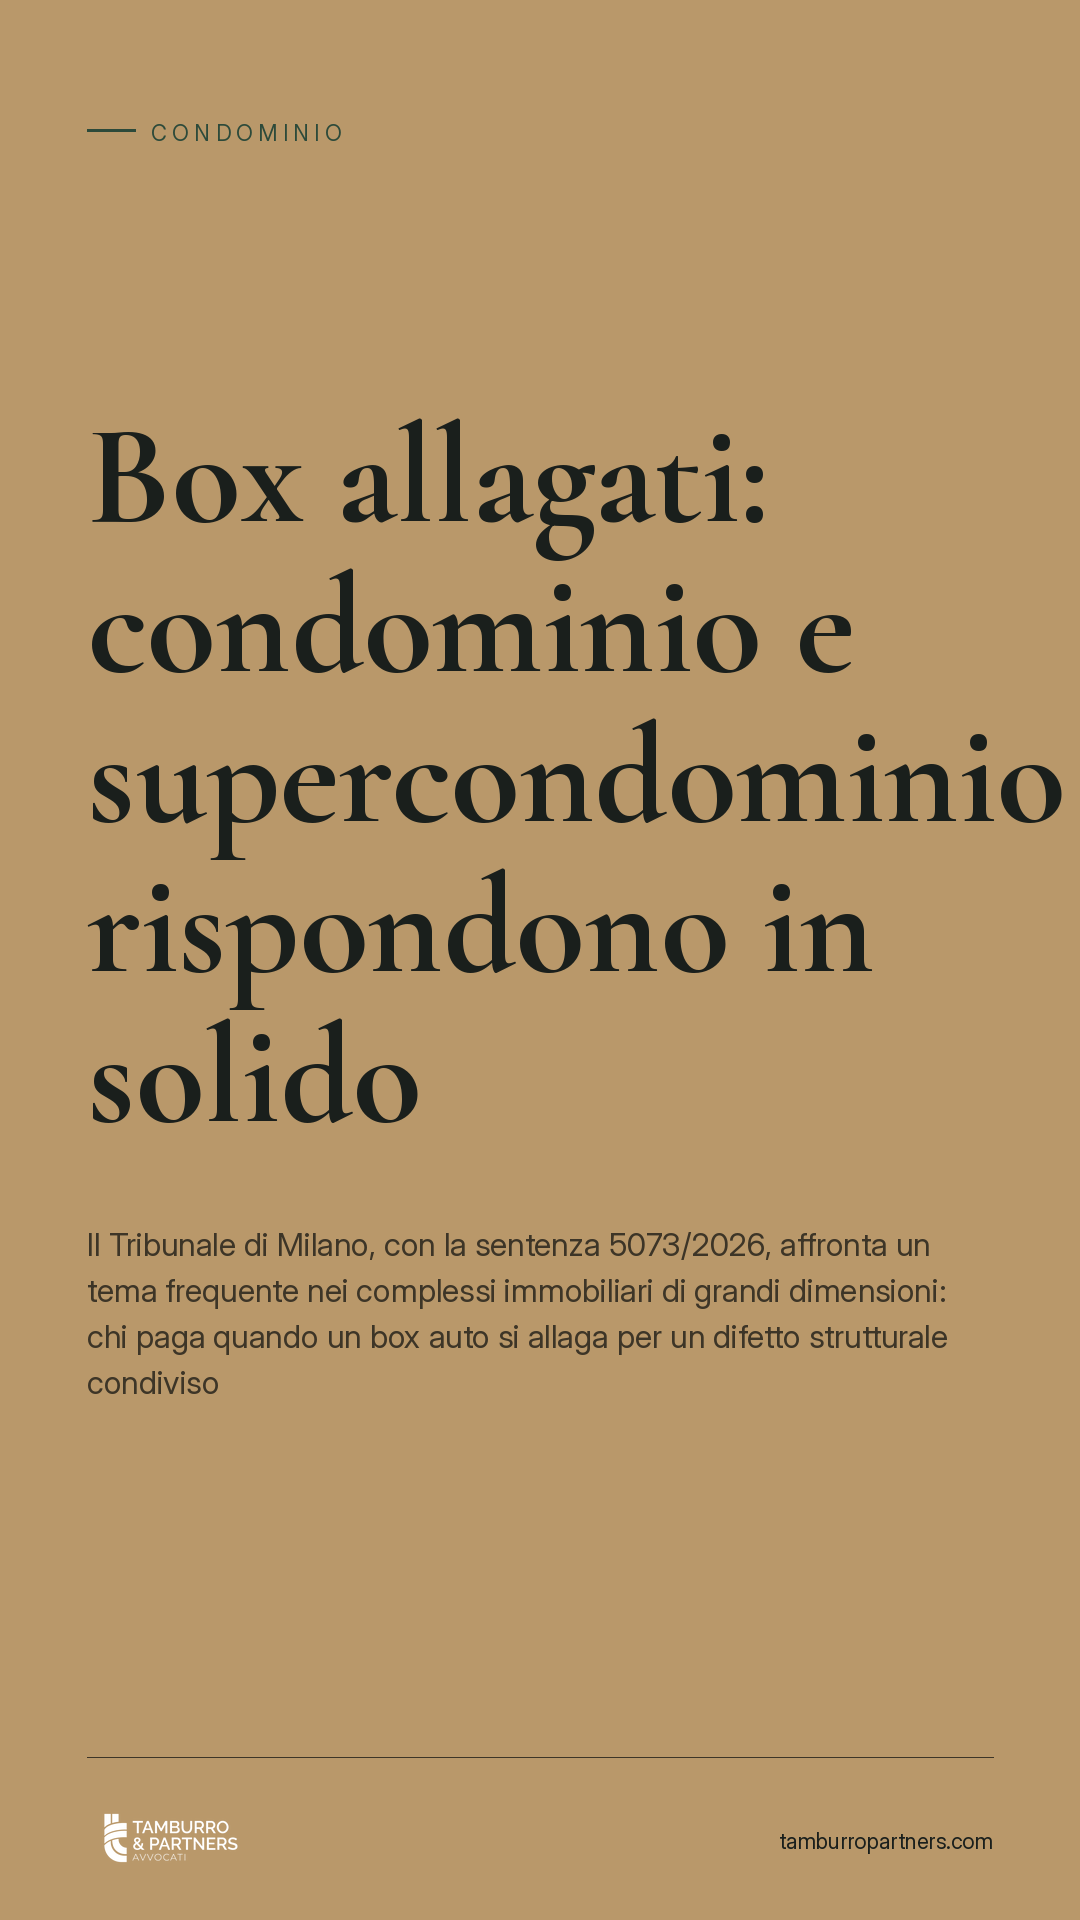 CONDOMINIO
Box allagati:
condominio e
supercondominio
rispondono in
solido
Il Tribunale di Milano, con la sentenza 5073/2026, affronta un
tema frequente nei complessi immobiliari di grandi dimensioni:
chi paga quando un box auto si allaga per un difetto strutturale
condiviso
TAMBURRO
& PARTNERS
AVVOCATI
tamburropartners.com